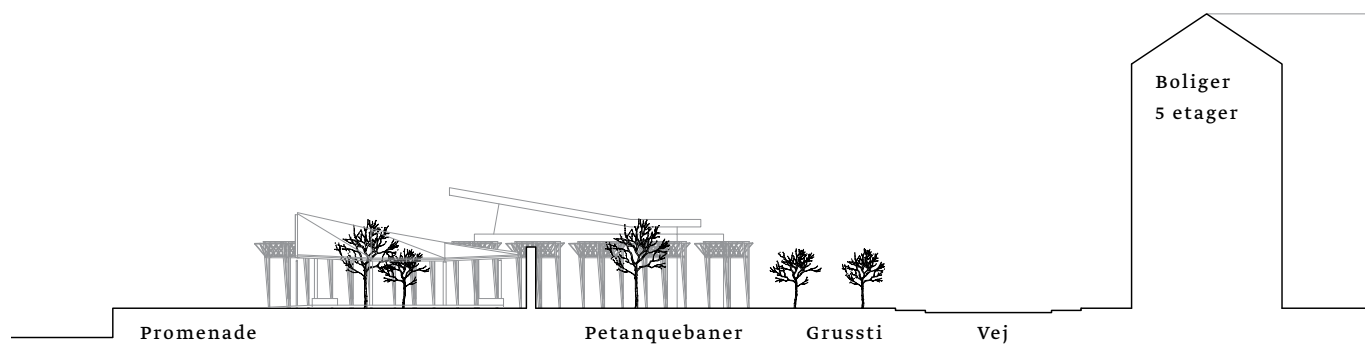 Boliger
5 etager
Promenade
Petanquebaner
Grussti
Vej